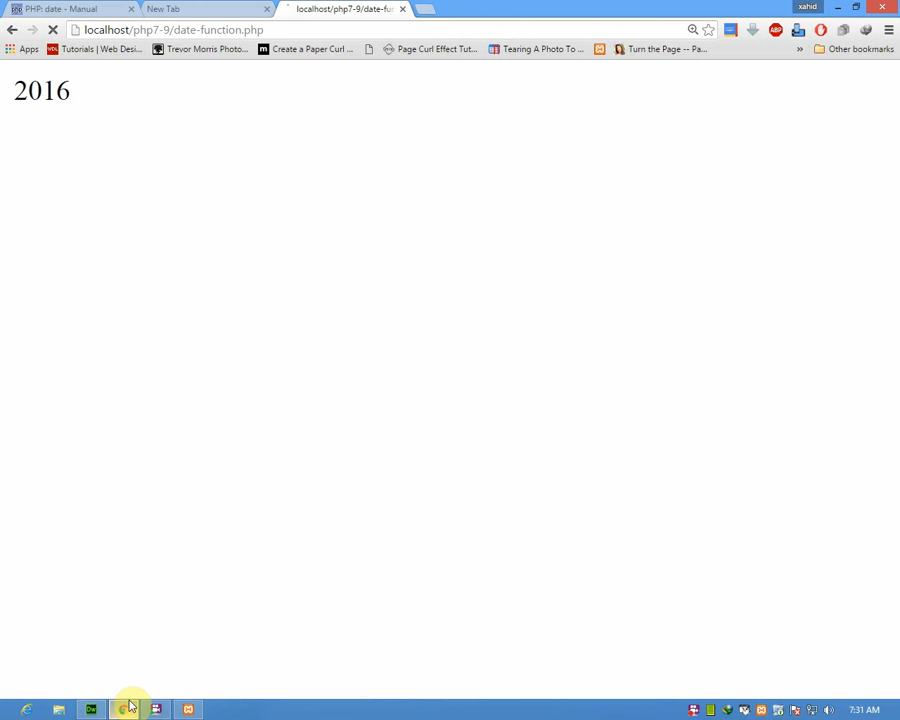 PHP: date - Manual
New Tab
localhost/php7-9/date-fun
xahid
localhost/php7-9/date-function.php
Apps
Tutorials | Web Desi...
Trevor Morris Photo...
Create a Paper Curl ...
Page Curl Effect Tut...
Tearing A Photo To ...
Turn the Page -- Pa...
»
Other bookmarks
2016
Dw
7:31 AM